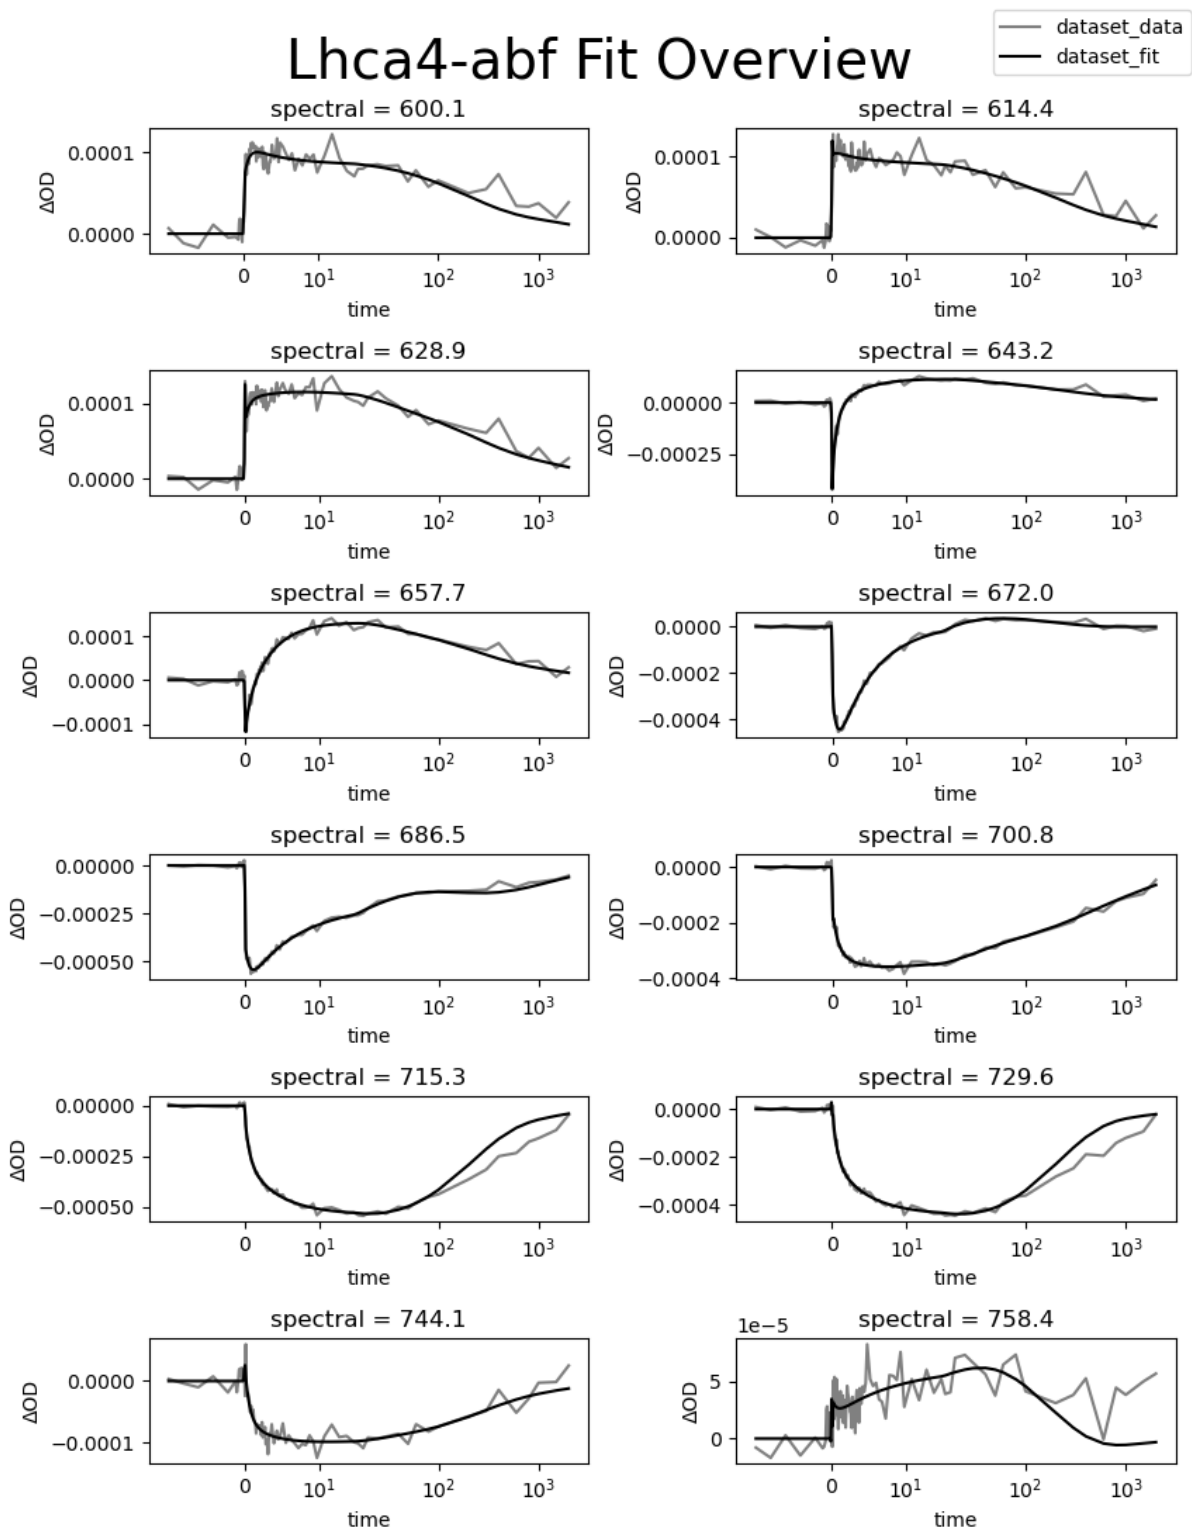 dataset_data
dataset_fit
Lhca4-abf Fit Overview
spectral = 600.1
0.0001
0.0000
ΔOD
0 10¹ 10² 10³
time
spectral = 614.4
0.0001
0.0000
ΔOD
0 10¹ 10² 10³
time
spectral = 628.9
0.0001
0.0000
ΔOD
0 10¹ 10² 10³
time
spectral = 643.2
0.00000
−0.00025
ΔOD
0 10¹ 10² 10³
time
spectral = 657.7
0.0001
0.0000
−0.0001
ΔOD
0 10¹ 10² 10³
time
spectral = 672.0
0.0000
−0.0002
−0.0004
ΔOD
0 10¹ 10² 10³
time
spectral = 686.5
0.00000
−0.00025
−0.00050
ΔOD
0 10¹ 10² 10³
time
spectral = 700.8
0.0000
−0.0002
−0.0004
ΔOD
0 10¹ 10² 10³
time
spectral = 715.3
0.00000
−0.00025
−0.00050
ΔOD
0 10¹ 10² 10³
time
spectral = 729.6
0.0000
−0.0002
−0.0004
ΔOD
0 10¹ 10² 10³
time
spectral = 744.1
0.0000
−0.0001
ΔOD
0 10¹ 10² 10³
time
spectral = 758.4
1e−5
5
0
ΔOD
0 10¹ 10² 10³
time